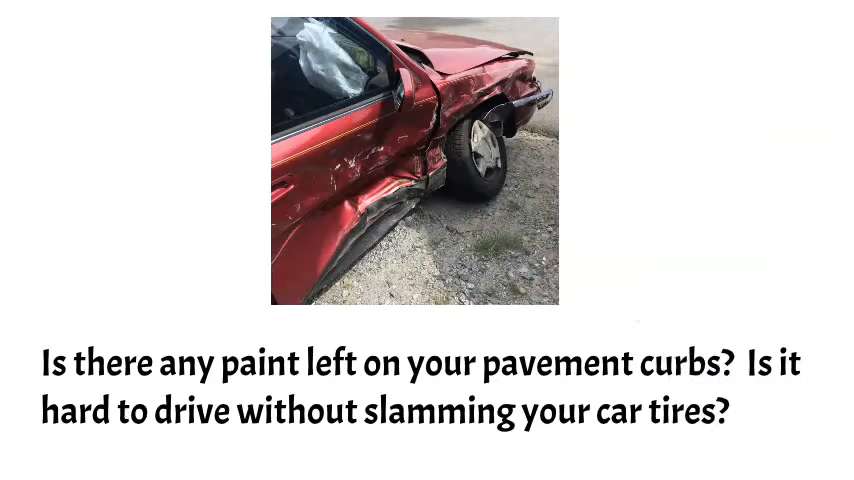 Is there any paint left on your pavement curbs?  Is it
hard to drive without slamming your car tires?